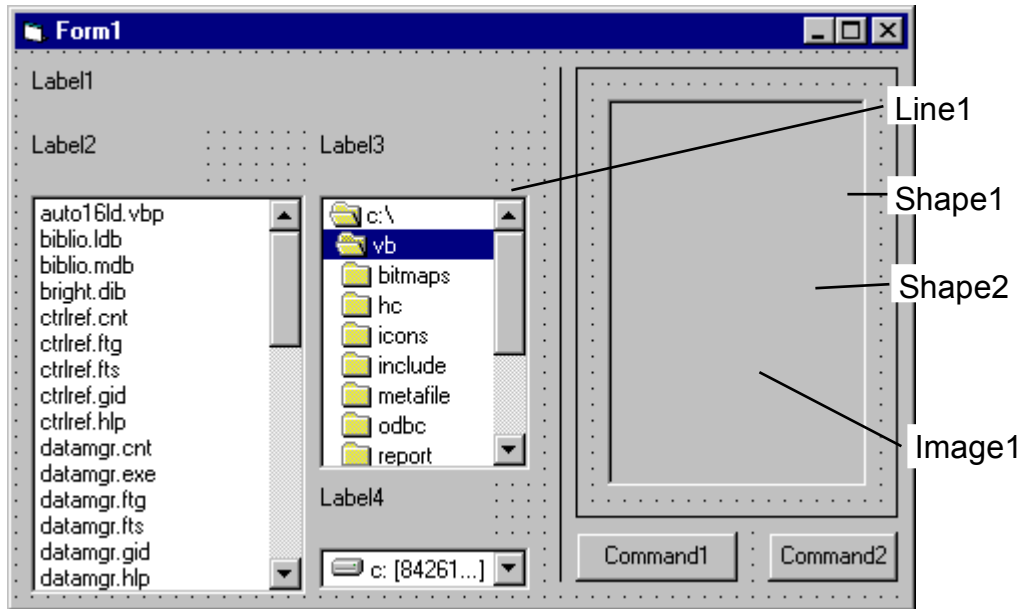 Form1
Label1
Label2
Label3
auto16ld.vbp
biblio.ldb
biblio.mdb
bright.dib
ctrlref.cnt
ctrlref.ftg
ctrlref.fts
ctrlref.gid
ctrlref.hlp
datamgr.cnt
datamgr.exe
datamgr.ftg
datamgr.fts
datamgr.gid
datamgr.hlp
c:\
vb
bitmaps
hc
icons
include
metafile
odbc
report
Label4
c: [84261...]
Command1
Command2
Line1
Shape1
Shape2
Image1